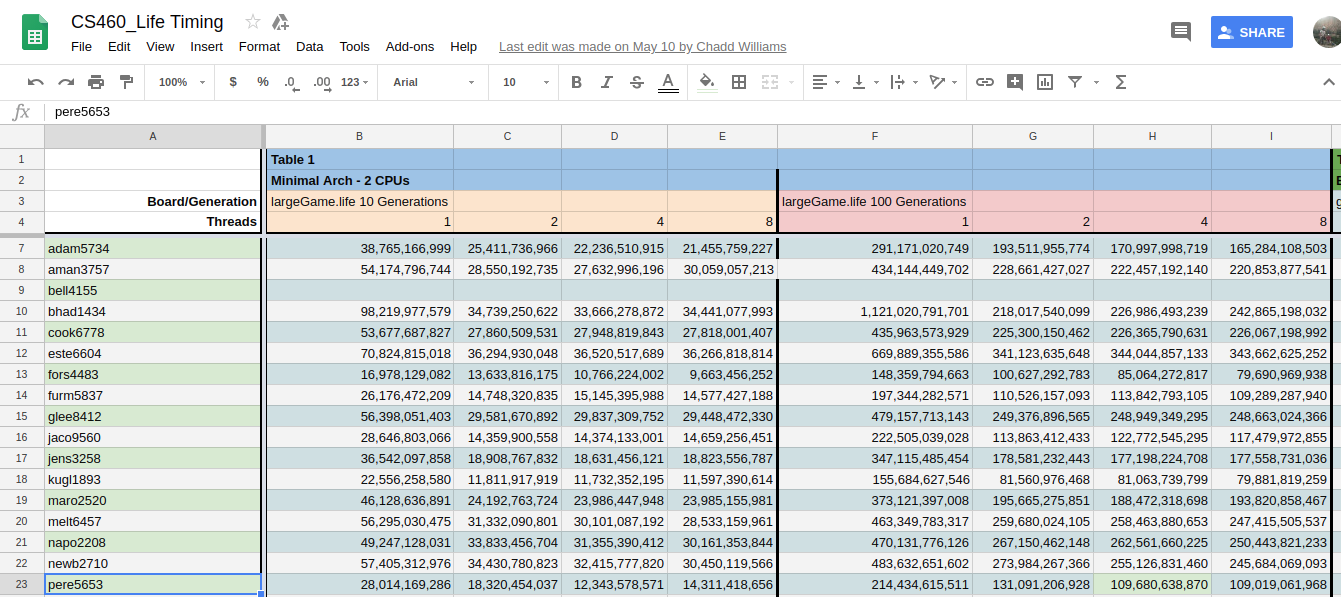 CS460_Life Timing
File Edit View Insert Format Data Tools Add-ons Help Last edit was made on May 10 by Chadd Williams
SHARE
100% $ % .0 .00 123 Arial 10 B I S A Σ
fx pere5653
A B C D E F G H I
1 Table 1
2 Minimal Arch - 2 CPUs
3 Board/Generation largeGame.life 10 Generations largeGame.life 100 Generations
4 Threads 1 2 4 8 1 2 4 8
7 adam5734 38,765,166,999 25,411,736,966 22,236,510,915 21,455,759,227 291,171,020,749 193,511,955,774 170,997,998,719 165,284,108,503
8 aman3757 54,174,796,744 28,550,192,735 27,632,996,196 30,059,057,213 434,144,449,702 228,661,427,027 222,457,192,140 220,853,877,541
9 bell4155
10 bhad1434 98,219,977,579 34,739,250,622 33,666,278,872 34,441,077,993 1,121,020,791,701 218,017,540,099 226,986,493,239 242,865,198,032
11 cook6778 53,677,687,827 27,860,509,531 27,948,819,843 27,818,001,407 435,963,573,929 225,300,150,462 226,365,790,631 226,067,198,992
12 este6604 70,824,815,018 36,294,930,048 36,520,517,689 36,266,818,814 669,889,355,586 341,123,635,648 344,044,857,133 343,662,625,252
13 fors4483 16,978,129,082 13,633,816,175 10,766,224,002 9,663,456,252 148,359,794,663 100,627,292,783 85,064,272,817 79,690,969,938
14 furm5837 26,176,472,209 14,748,320,835 15,145,395,988 14,577,427,188 197,344,282,571 110,526,157,093 113,842,793,105 109,289,287,940
15 glee8412 56,398,051,403 29,581,670,892 29,837,309,752 29,448,472,330 479,157,713,143 249,376,896,565 248,949,349,295 248,663,024,366
16 jaco9560 28,646,803,066 14,359,900,558 14,374,133,001 14,659,256,451 222,505,039,028 113,863,412,433 122,772,545,295 117,479,972,855
17 jens3258 36,542,097,858 18,908,767,832 18,631,456,121 18,823,556,787 347,115,485,454 178,581,232,443 177,198,224,708 177,558,731,036
18 kugl1893 22,556,258,580 11,811,917,919 11,732,352,195 11,597,390,614 155,684,627,546 81,560,976,468 81,063,739,799 79,881,819,259
19 maro2520 46,128,636,891 24,192,763,724 23,986,447,948 23,985,155,981 373,121,397,008 195,665,275,851 188,472,318,698 193,820,858,467
20 melt6457 56,295,030,475 31,332,090,801 30,101,087,192 28,533,159,961 463,349,783,317 259,680,024,105 258,463,880,653 247,415,505,537
21 napo2208 49,247,128,031 33,833,456,704 31,355,390,412 30,161,353,844 470,131,776,126 267,150,462,148 262,561,660,225 250,443,821,233
22 newb2710 57,405,312,976 34,430,780,823 32,415,777,820 30,450,119,566 483,632,651,602 273,984,267,366 255,126,831,460 245,684,069,093
23 pere5653 28,014,169,286 18,320,454,037 12,343,578,571 14,311,418,656 214,434,615,511 131,091,206,928 109,680,638,870 109,019,061,968